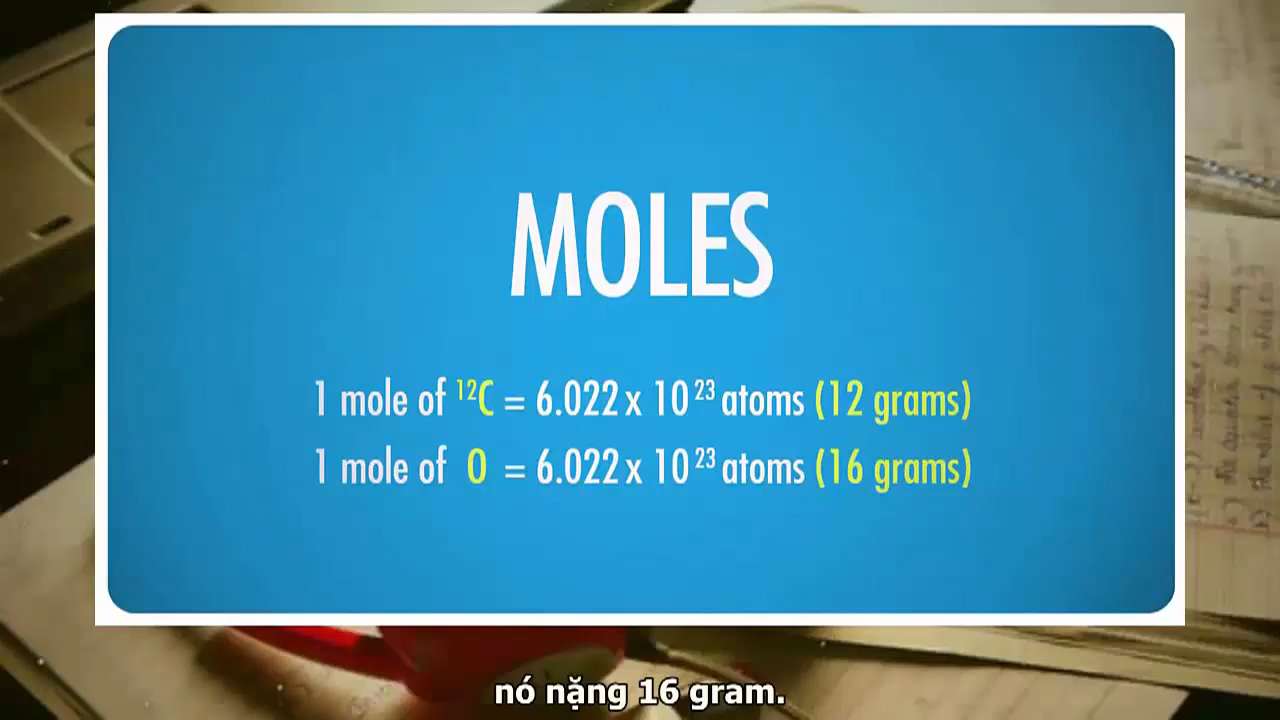 MOLES
1 mole of ¹²C = 6.022 x 10²³ atoms (12 grams)
1 mole of O = 6.022 x 10²³ atoms (16 grams)
nó nặng 16 gram.